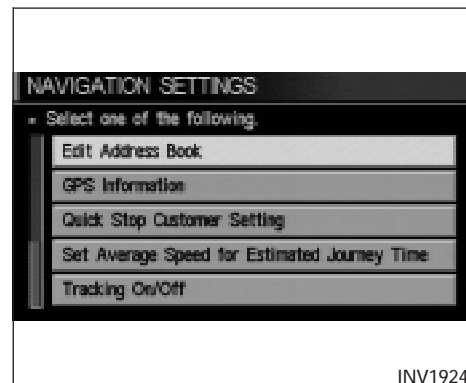 NAVIGATION SETTINGS
Select one of the following.
Edit Address Book
GPS Information
Quick Stop Customer Setting
Set Average Speed for Estimated Journey Time
Tracking On/Off
INV1924